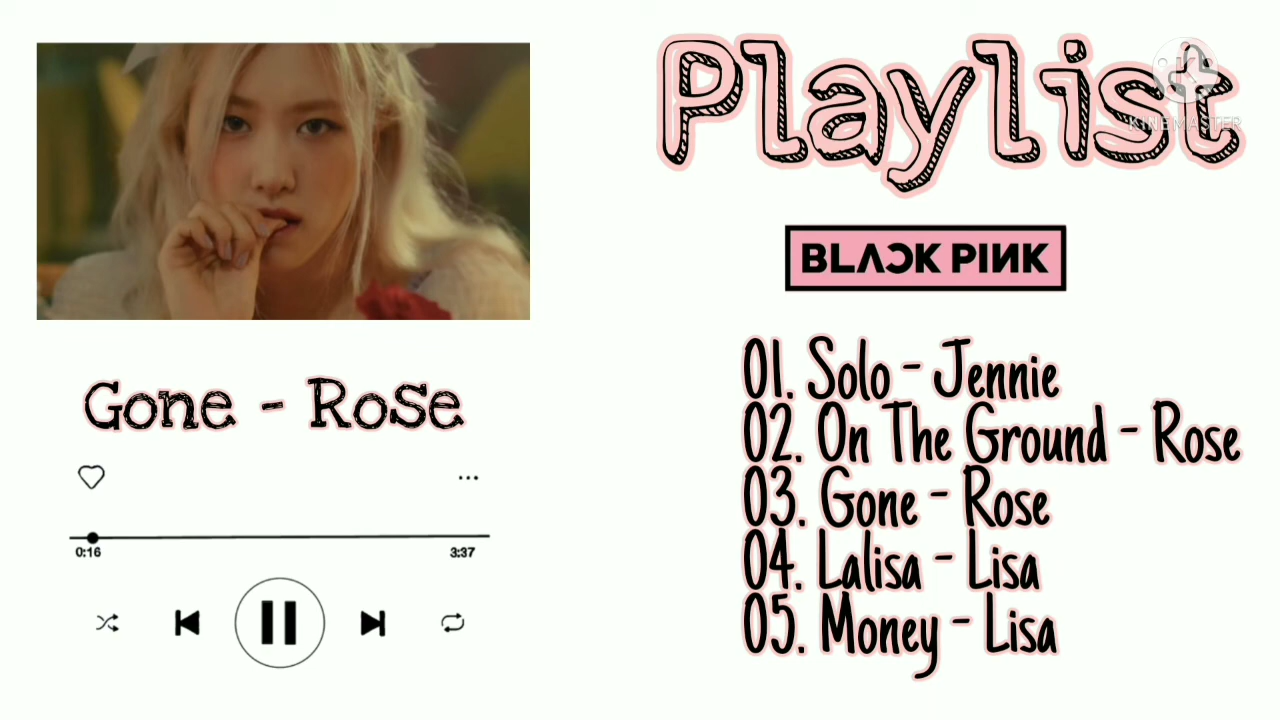 Playlist
KINEMASTER
BLACKPINK
01. Solo - Jennie
02. On The Ground - Rose
03. Gone - Rose
04. Lalisa - Lisa
05. Money - Lisa
Gone - Rose
...
0:16 3:37